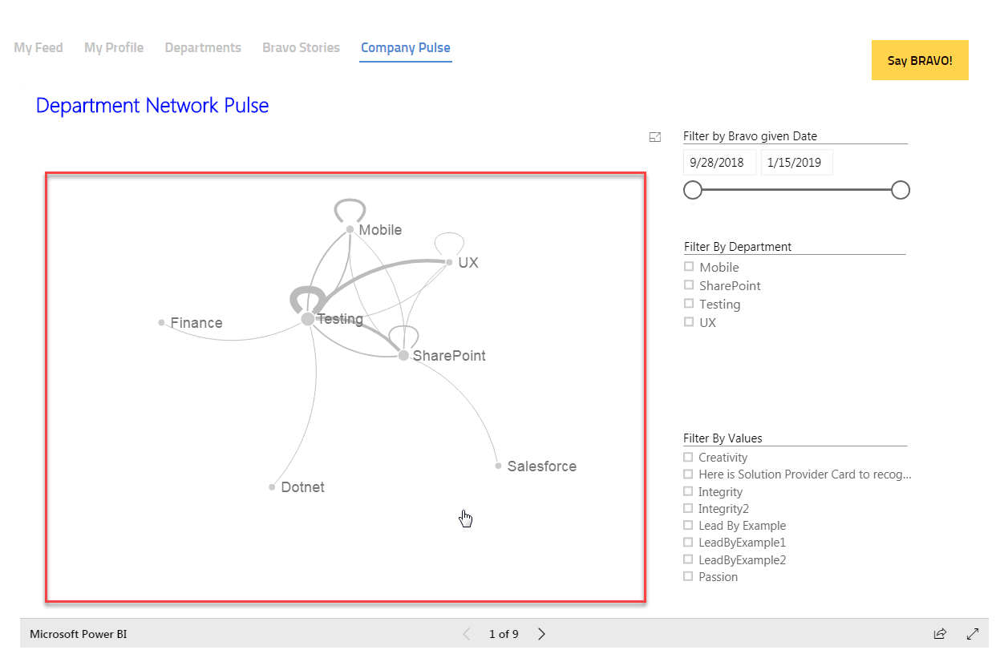 My Feed My Profile Departments Bravo Stories Company Pulse
Say BRAVO!
Department Network Pulse
Filter by Bravo given Date
9/28/2018 1/15/2019
Mobile
UX
Testing
Finance
SharePoint
Salesforce
Dotnet
Filter By Department
Mobile
SharePoint
Testing
UX
Filter By Values
Creativity
Here is Solution Provider Card to recog...
Integrity
Integrity2
Lead By Example
LeadByExample1
LeadByExample2
Passion
Microsoft Power BI 1 of 9